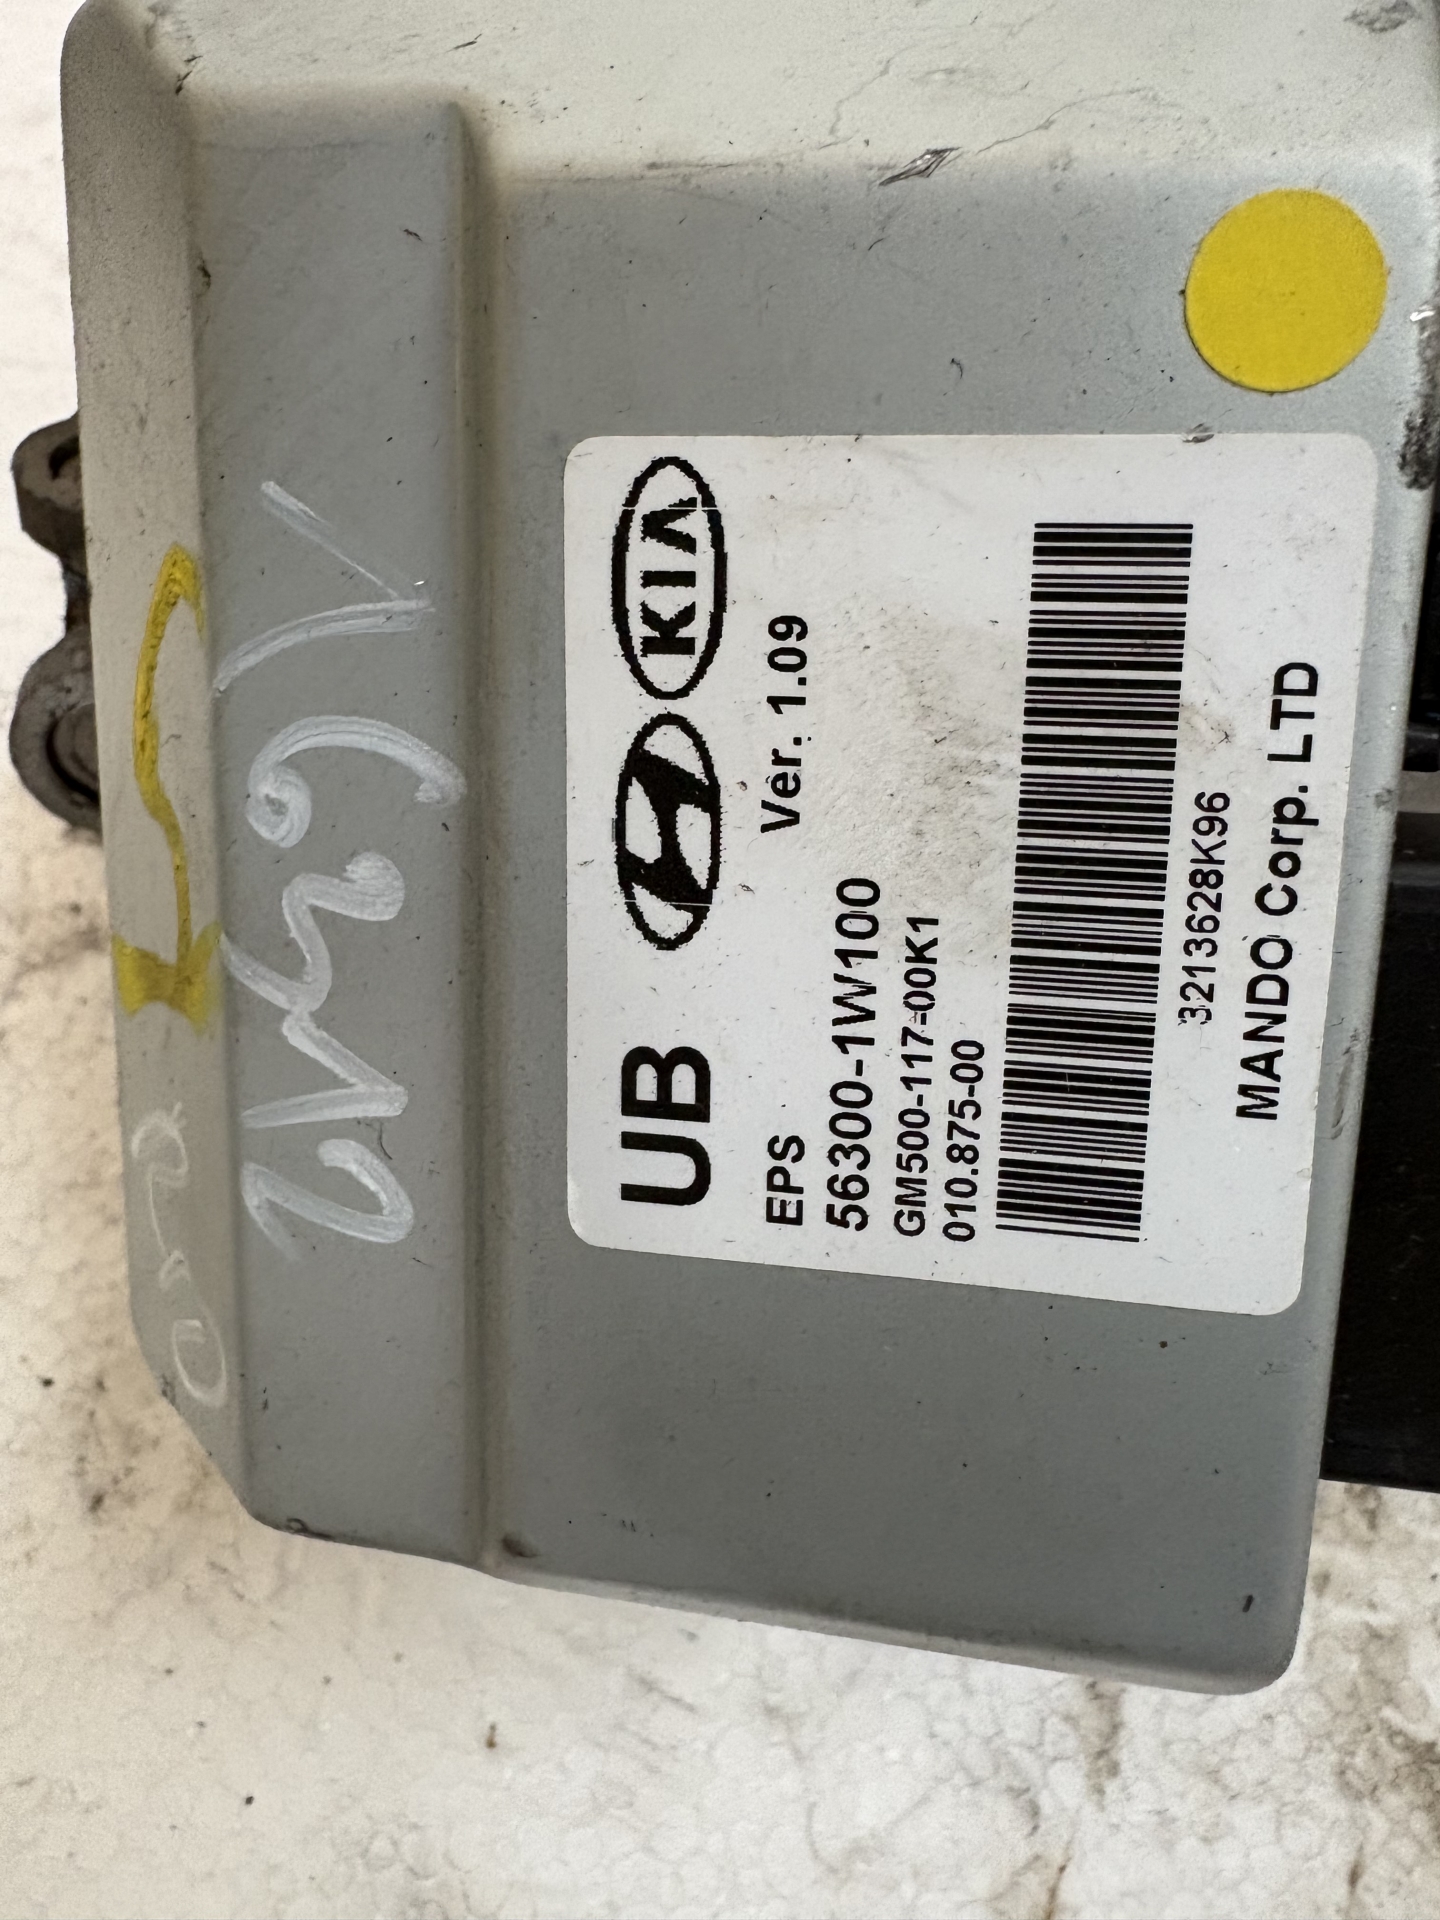 UB KIA
EPS Ver. 1.09
56300-1W100
GM500-117-00K1
010.875-00
3213628K96
MANDO Corp. LTD